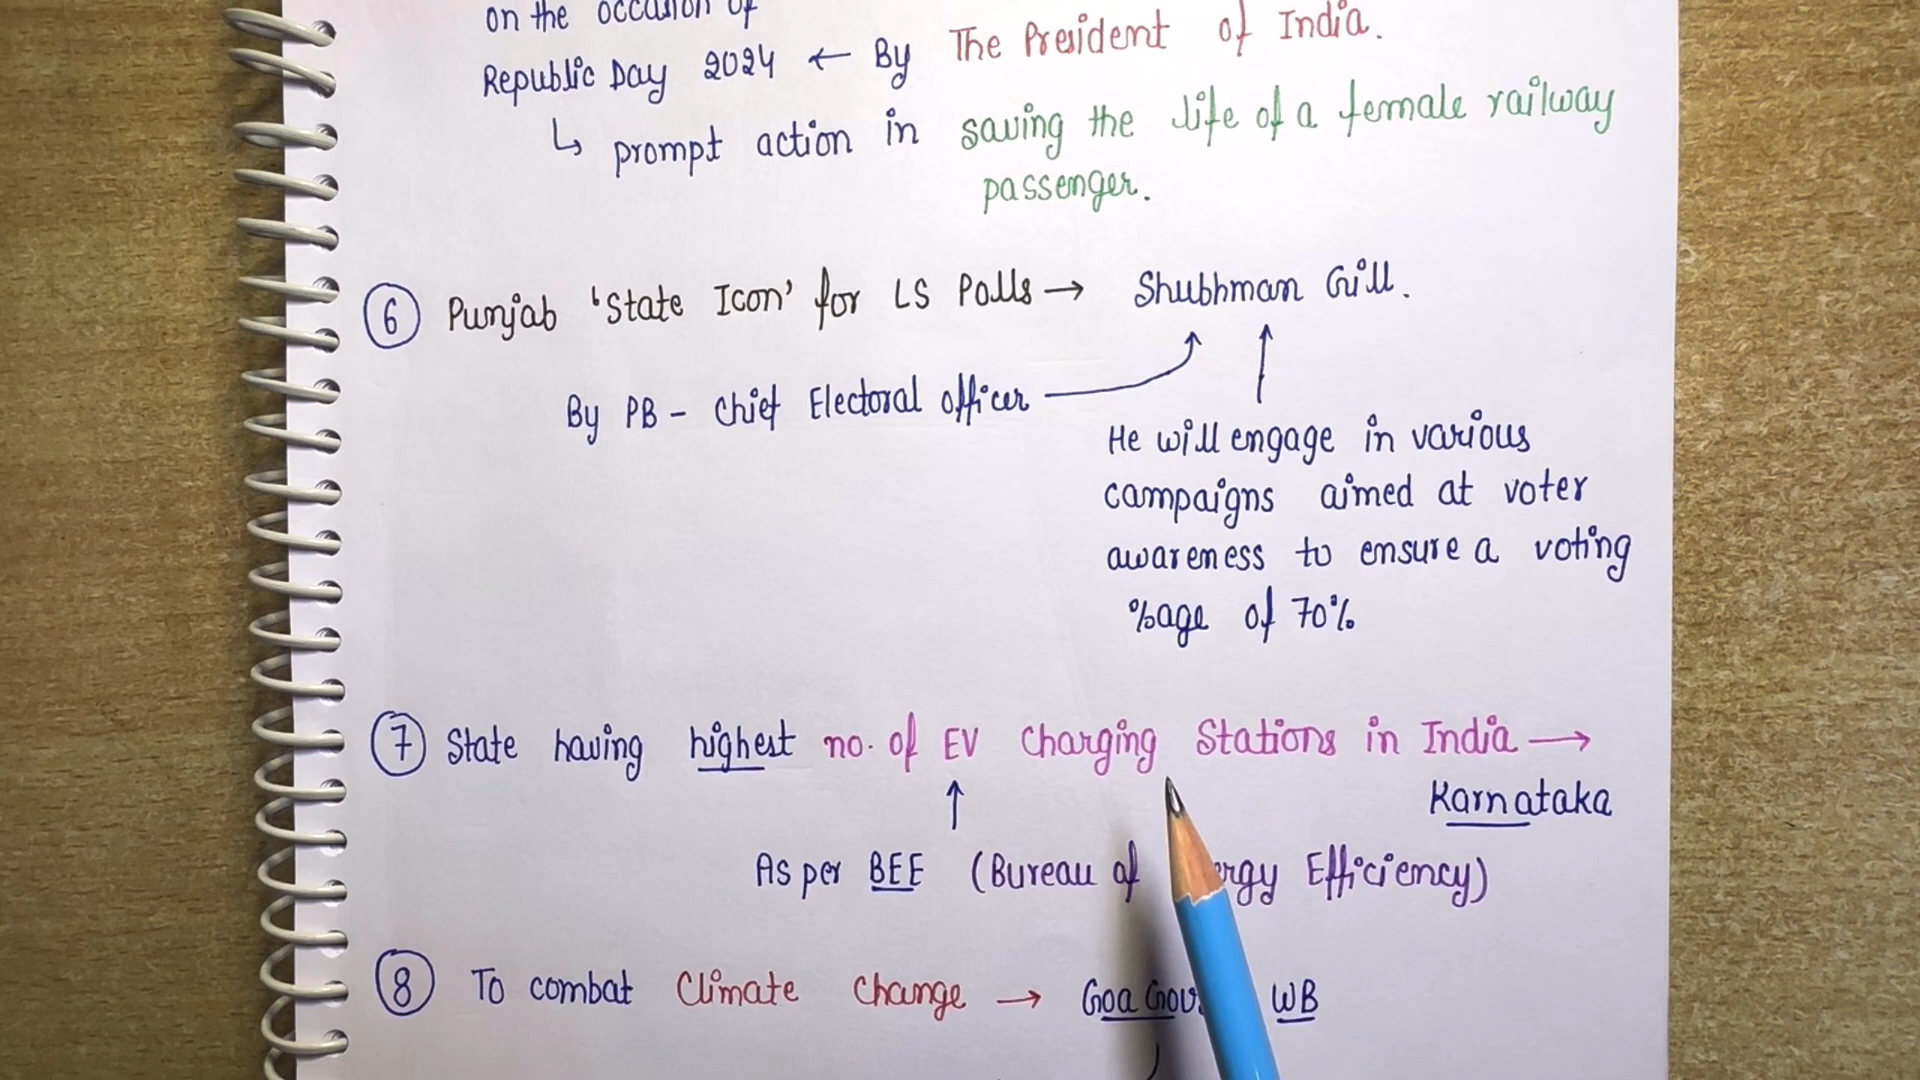 on the occasion of
Republic Day 2024 ← By The President of India.
↳ prompt action in saving the life of a female railway
passenger.
⑥ Punjab 'State Icon' for LS Polls → Shubhman Gill.
By PB - Chief Electoral officer
He will engage in various
campaigns aimed at voter
awareness to ensure a voting
%age of 70%.
⑦ State having highest no. of EV Charging Stations in India →
Karnataka
↑
As per BEE (Bureau of Efficiency)
⑧ To combat Climate Change → Goa WB